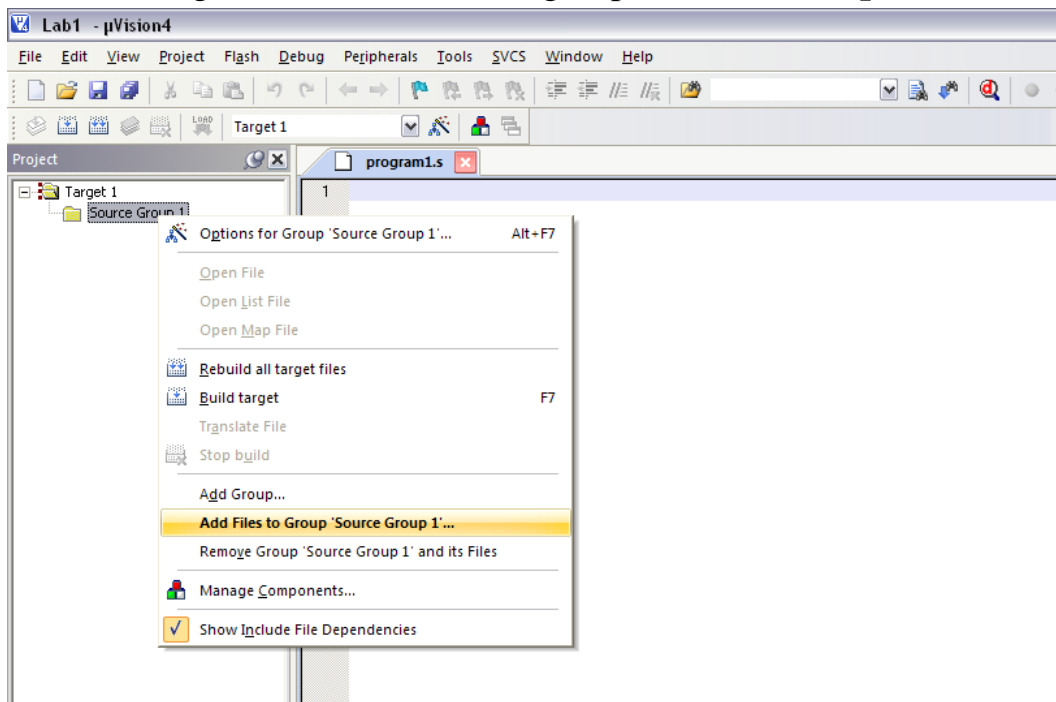 Lab1 - µVision4
File Edit View Project Flash Debug Peripherals Tools SVCS Window Help
LOAD Target 1
Project
program1.s
Target 1
1
Source Group 1
Options for Group 'Source Group 1'... Alt+F7
Open File
Open List File
Open Map File
Rebuild all target files
Build target F7
Translate File
Stop build
Add Group...
Add Files to Group 'Source Group 1'...
Remove Group 'Source Group 1' and its Files
Manage Components...
Show Include File Dependencies